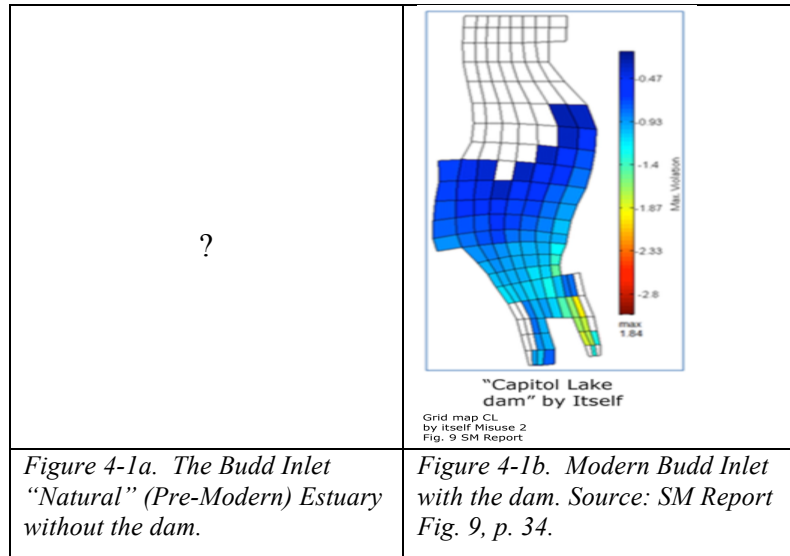 ?
-0.47
-0.93
-1.4
-1.87
-2.33
-2.8
Max. Violation
max
1.84
"Capitol Lake
dam" by Itself
Grid map CL
by itself Misuse 2
Fig. 9 SM Report
Figure 4-1a. The Budd Inlet
“Natural” (Pre-Modern) Estuary
without the dam.
Figure 4-1b. Modern Budd Inlet
with the dam. Source: SM Report
Fig. 9, p. 34.